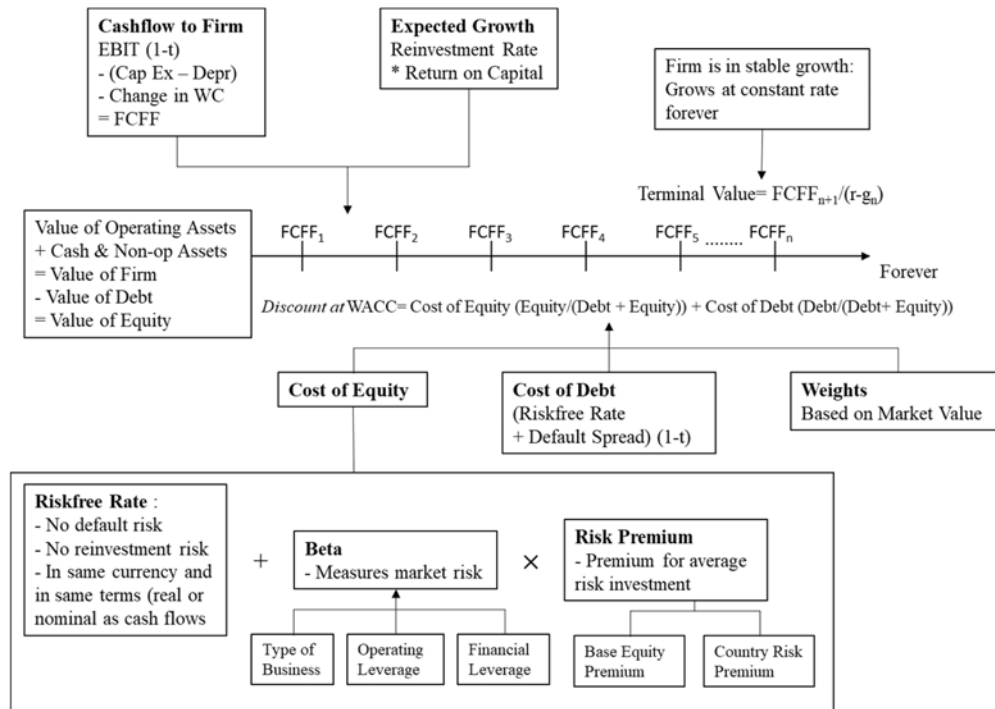 Cashflow to Firm
EBIT (1-t)
- (Cap Ex – Depr)
- Change in WC
= FCFF
Expected Growth
Reinvestment Rate
* Return on Capital
Firm is in stable growth:
Grows at constant rate
forever
Terminal Value= FCFFₙ₊₁/(r-gₙ)
Value of Operating Assets
+ Cash & Non-op Assets
= Value of Firm
- Value of Debt
= Value of Equity
FCFF₁ FCFF₂ FCFF₃ FCFF₄ FCFF₅ ........ FCFFₙ
Forever
Discount at WACC= Cost of Equity (Equity/(Debt + Equity)) + Cost of Debt (Debt/(Debt+ Equity))
Cost of Equity
Cost of Debt
(Riskfree Rate
+ Default Spread) (1-t)
Weights
Based on Market Value
Riskfree Rate :
- No default risk
- No reinvestment risk
- In same currency and
in same terms (real or
nominal as cash flows
+
Beta
- Measures market risk
×
Risk Premium
- Premium for average
risk investment
Type of
Business
Operating
Leverage
Financial
Leverage
Base Equity
Premium
Country Risk
Premium